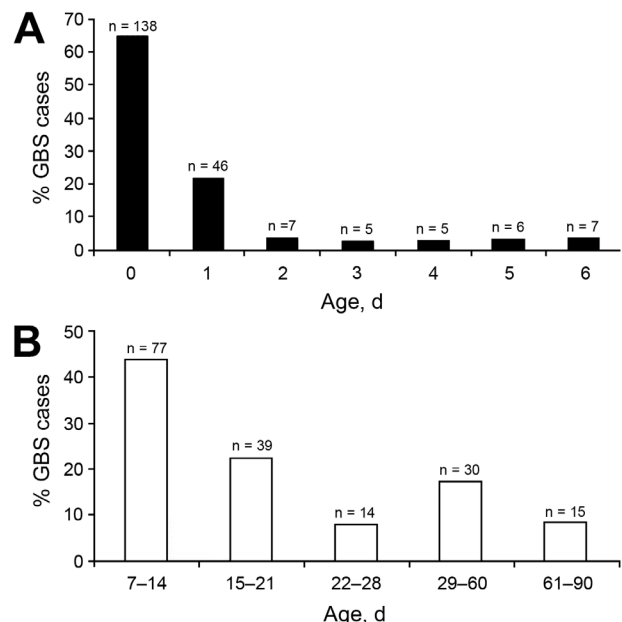 A
% GBS cases
70
60
50
40
30
20
10
0
n = 138
n = 46
n =7
n = 5
n = 5
n = 6
n = 7
0 1 2 3 4 5 6
Age, d
B
% GBS cases
50
40
30
20
10
0
n = 77
n = 39
n = 14
n = 30
n = 15
7–14 15–21 22–28 29–60 61–90
Age, d